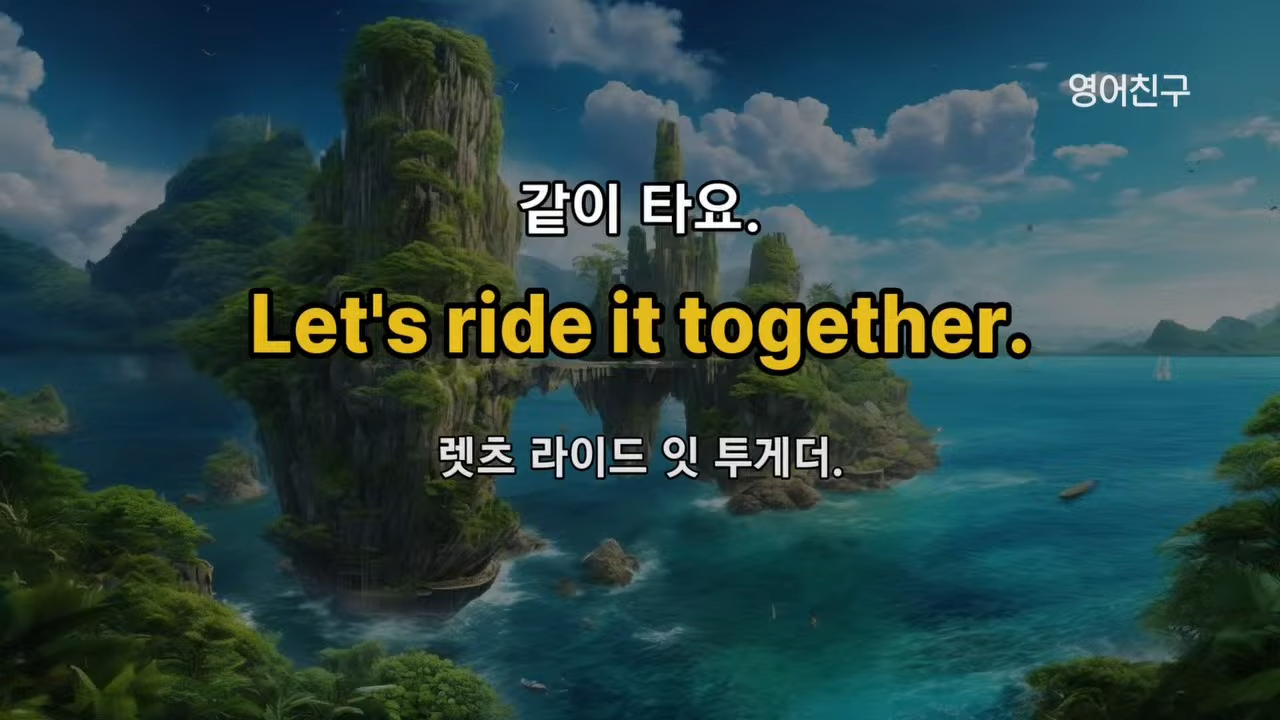 영어친구
같이 타요.
Let's ride it together.
렛츠 라이드 잇 투게더.